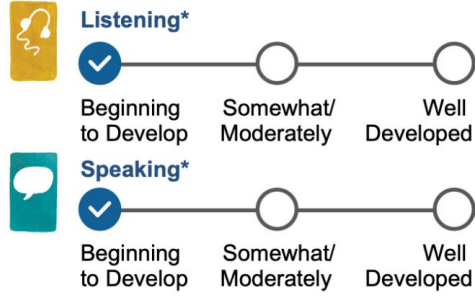 Listening*
Beginning Somewhat/ Well
to Develop Moderately Developed
Speaking*
Beginning Somewhat/ Well
to Develop Moderately Developed